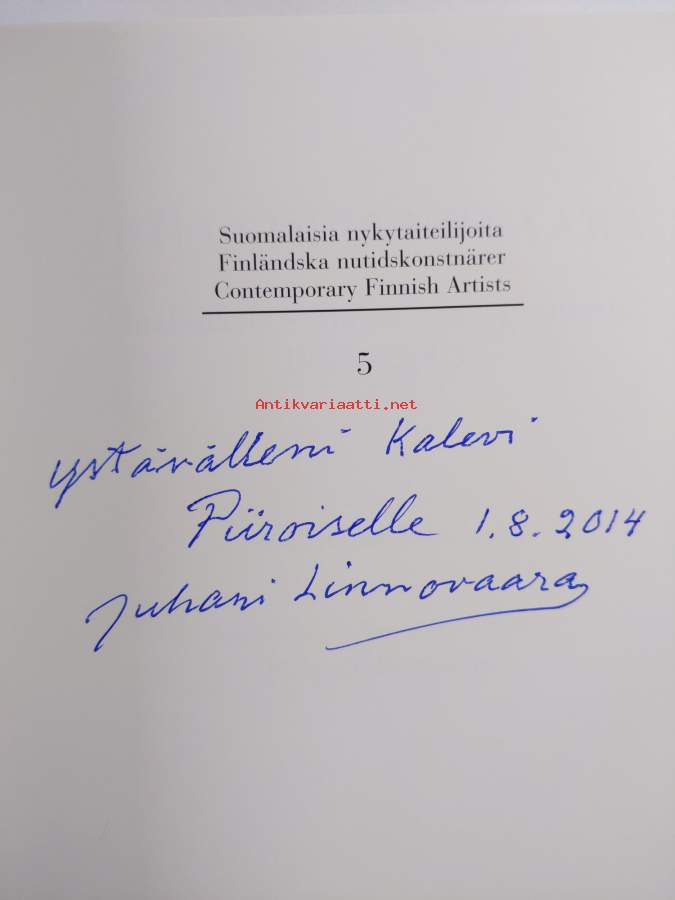 Suomalaisia nykytaiteilijoita
Finländska nutidskonstnärer
Contemporary Finnish Artists
5
Antikvariaatti.net
ystävälleni Kalevi
Piiroiselle 1.8.2014
Juhani Linnovaara